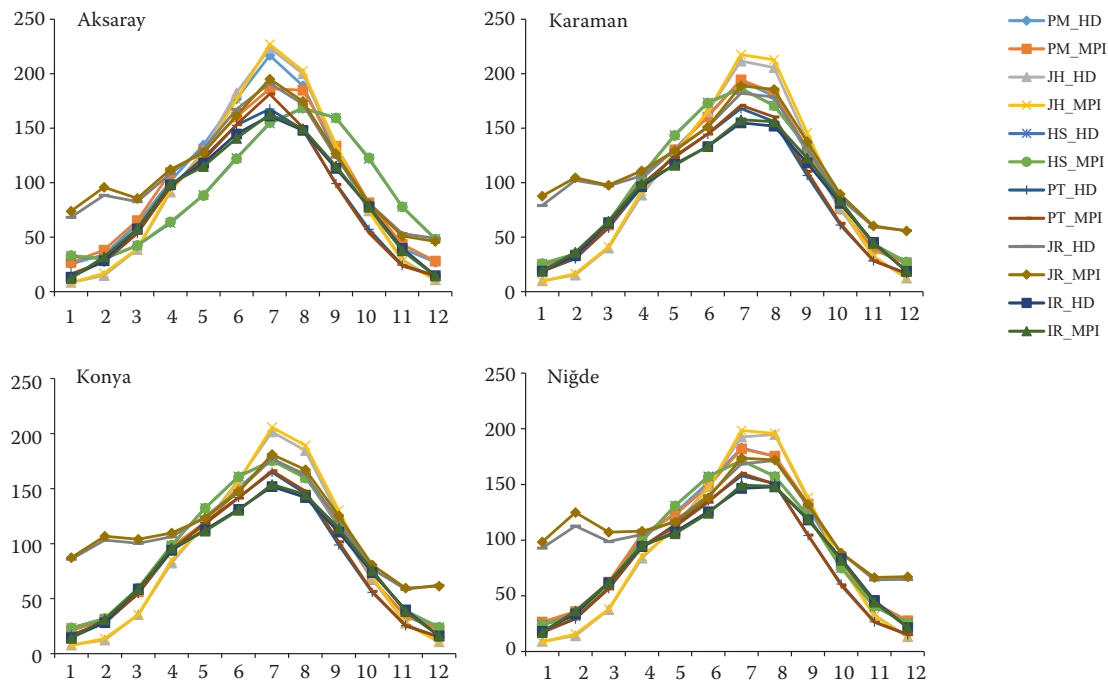 Aksaray
250
200
150
100
50
0
1 2 3 4 5 6 7 8 9 10 11 12
Karaman
250
200
150
100
50
0
1 2 3 4 5 6 7 8 9 10 11 12
PM_HD
PM_MPI
JH_HD
JH_MPI
HS_HD
HS_MPI
PT_HD
PT_MPI
JR_HD
JR_MPI
IR_HD
IR_MPI
Konya
250
200
150
100
50
0
1 2 3 4 5 6 7 8 9 10 11 12
Niğde
250
200
150
100
50
0
1 2 3 4 5 6 7 8 9 10 11 12